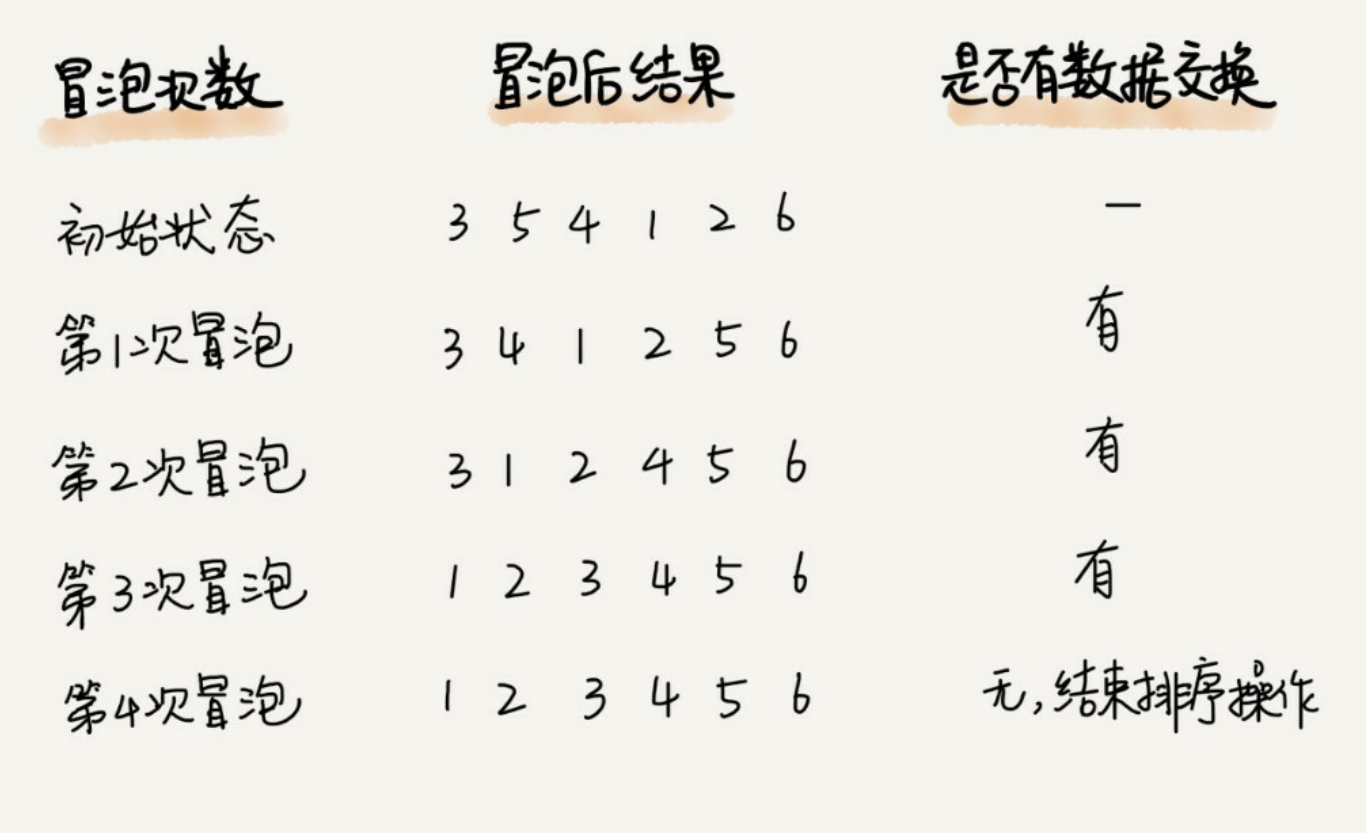 冒泡次数 冒泡后结果 是否有数据交换
初始状态 3 5 4 1 2 6 —
第1次冒泡 3 4 1 2 5 6 有
第2次冒泡 3 1 2 4 5 6 有
第3次冒泡 1 2 3 4 5 6 有
第4次冒泡 1 2 3 4 5 6 无,结束排序操作